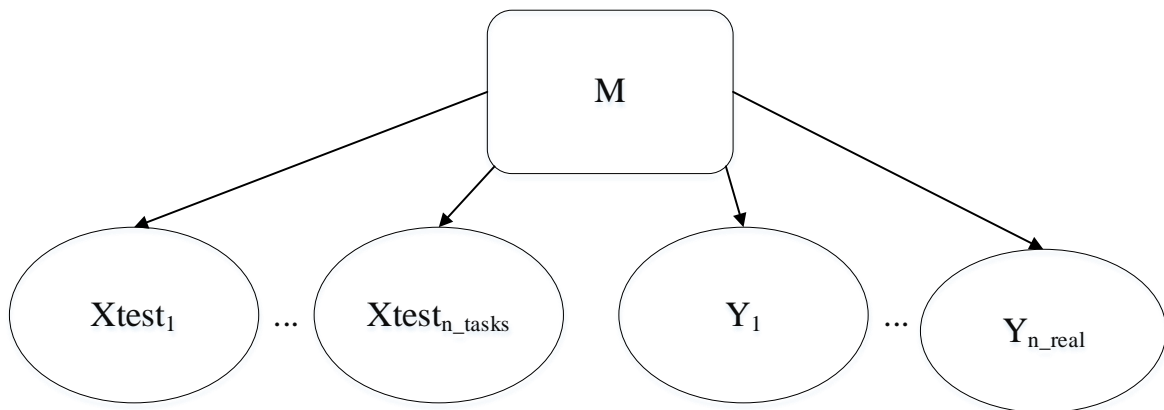 M
Xtest₁ ... Xtestₙ_ₜₐₛₖₛ Y₁ ... Yₙ_ᵣₑₐₗ